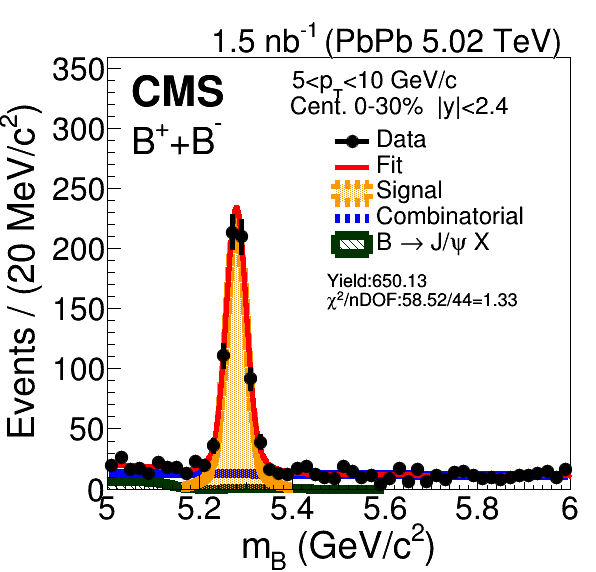 1.5 nb⁻¹ (PbPb 5.02 TeV)
CMS
B⁺+B⁻
5<p_T<10 GeV/c
Cent. 0-30% |y|<2.4
Data
Fit
Signal
Combinatorial
B → J/ψ X
Yield:650.13
χ²/nDOF:58.52/44=1.33
Events / (20 MeV/c²)
350
300
250
200
150
100
50
0
5 5.2 5.4 5.6 5.8 6
m_B (GeV/c²)